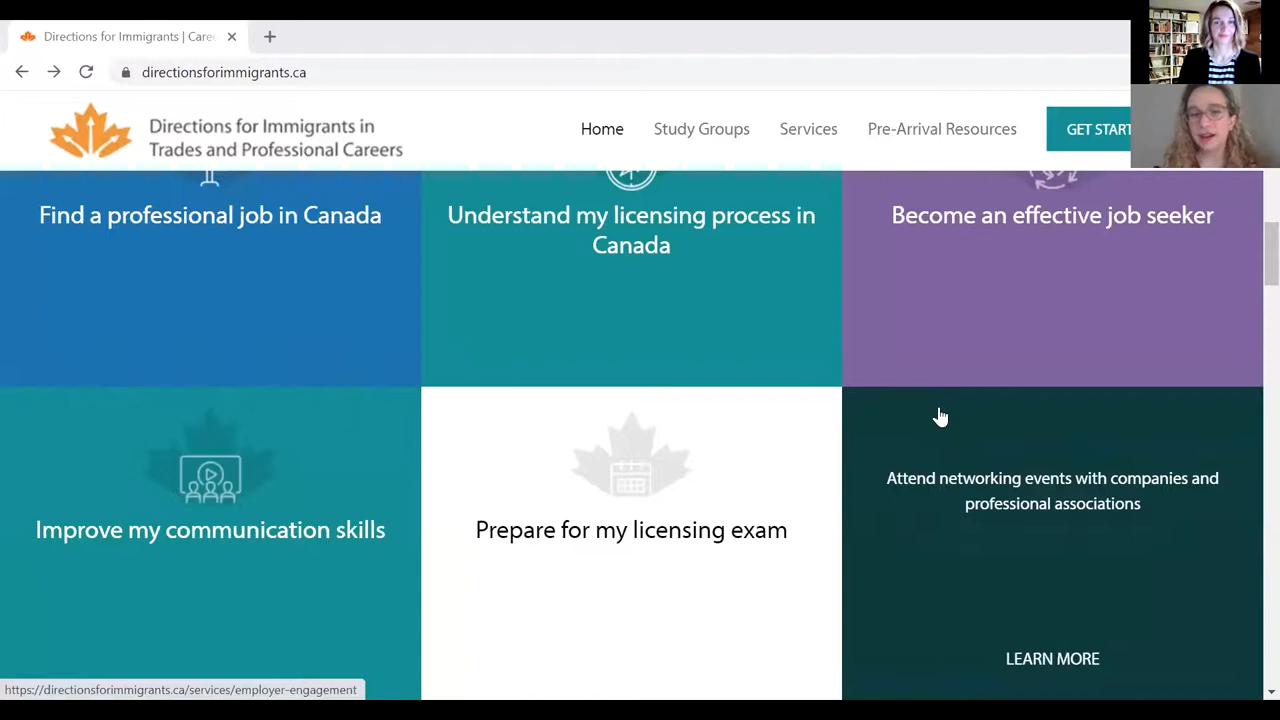 Directions for Immigrants | Caree
directionsforimmigrants.ca
Directions for Immigrants in
Trades and Professional Careers
Home
Study Groups
Services
Pre-Arrival Resources
GET START
Find a professional job in Canada
Understand my licensing process in
Canada
Become an effective job seeker
Improve my communication skills
Prepare for my licensing exam
Attend networking events with companies and
professional associations
LEARN MORE
https://directionsforimmigrants.ca/services/employer-engagement